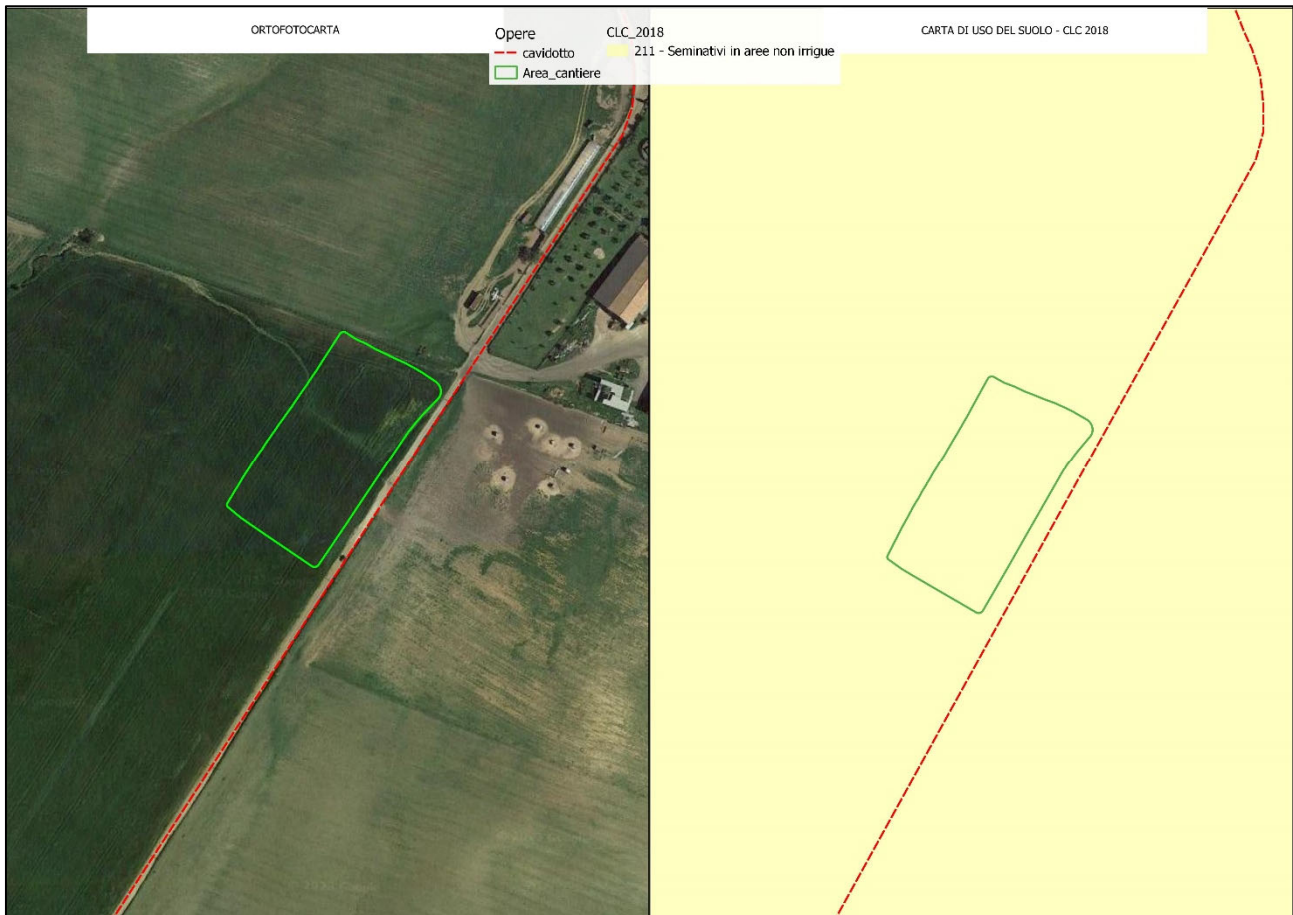 ORTOFOTOCARTA
Opere
cavidotto
Area_cantiere
CLC_2018
211 - Seminativi in aree non irrigue
CARTA DI USO DEL SUOLO - CLC 2018